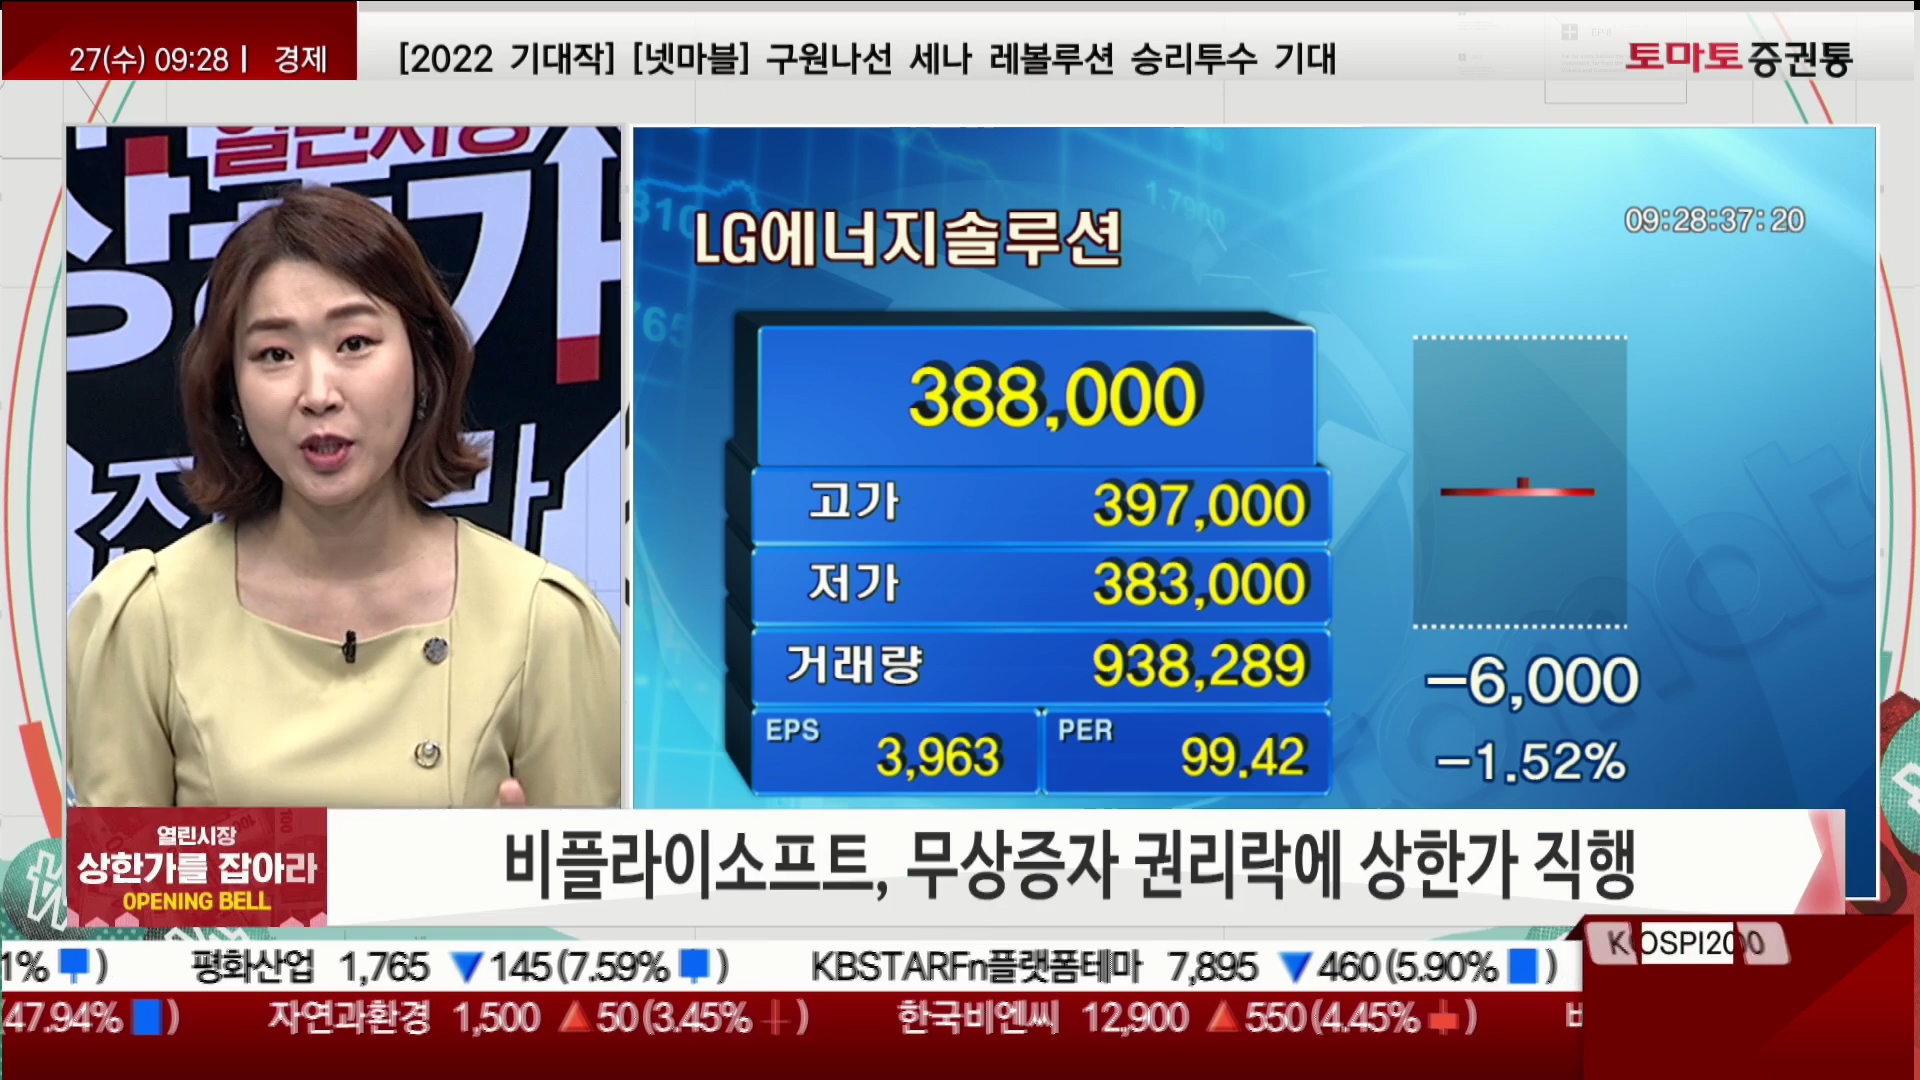 27(수) 09:28 | 경제
[2022 기대작] [넷마블] 구원나선 세나 레볼루션 승리투수 기대
토마토증권통
열린시장
LG에너지솔루션
09:28:37:20
388,000
고가 397,000
저가 383,000
거래량 938,289
EPS 3,963 PER 99.42
-6,000
-1.52%
열린시장
상한가를 잡아라
OPENING BELL
비플라이소프트, 무상증자 권리락에 상한가 직행
1% ) 평화산업 1,765 ▼145(7.59% ) KBSTARFn플랫폼테마 7,895 ▼460(5.90% )
KOSPI200
47.94% ) 자연과환경 1,500 ▲50(3.45% ) 한국비엔씨 12,900 ▲550(4.45% )